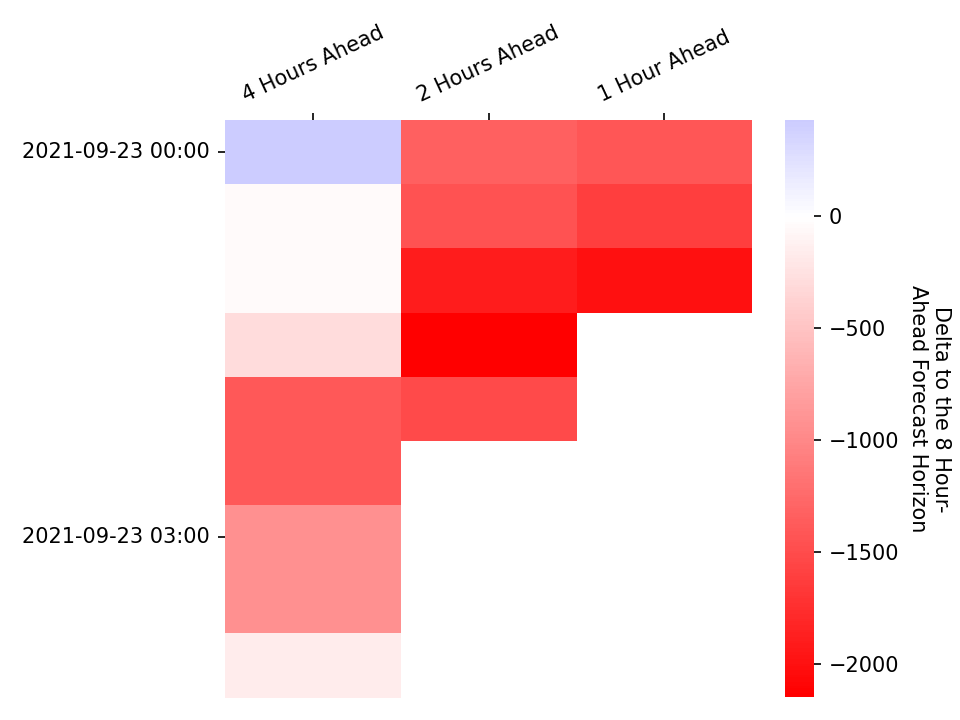 4 Hours Ahead
2 Hours Ahead
1 Hour Ahead
2021-09-23 00:00
2021-09-23 03:00
0
−500
−1000
−1500
−2000
Delta to the 8 Hour-
Ahead Forecast Horizon